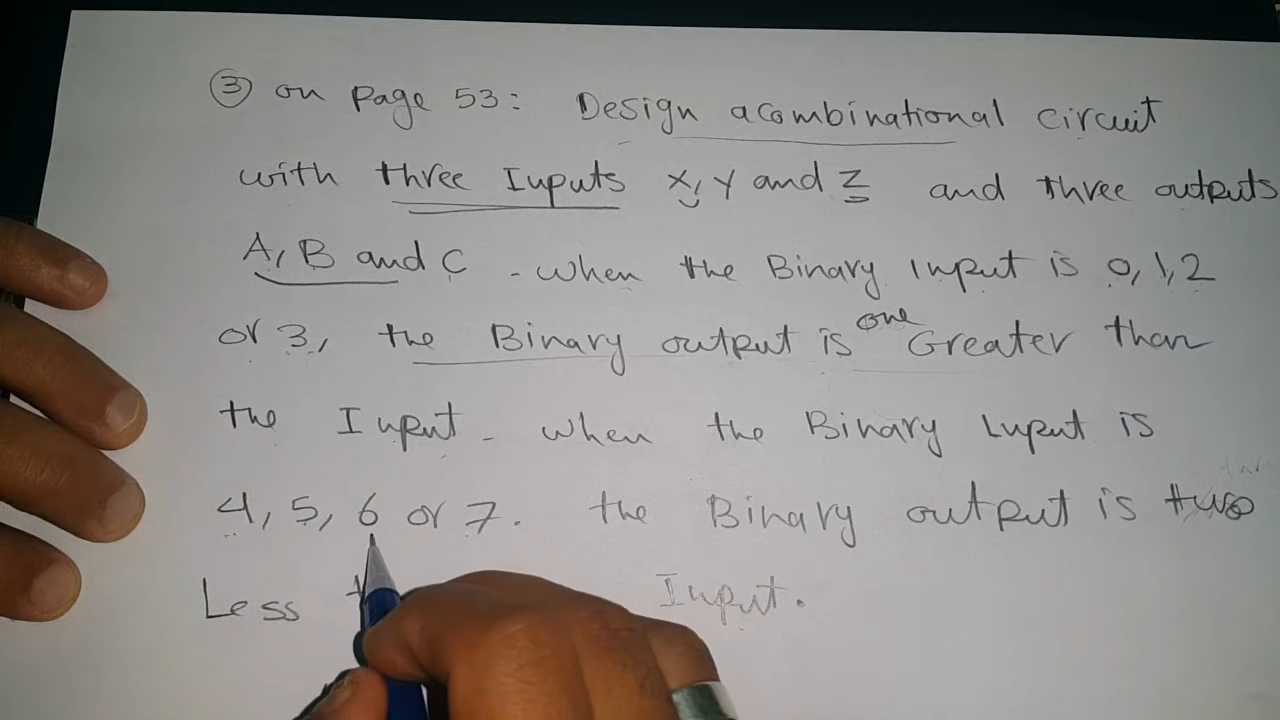 ③ on Page 53: Design a combinational circuit
with three Inputs X, Y and Z and three outputs
A, B and C - when the Binary Input is 0, 1, 2
or 3, the Binary output is one Greater than
the Input - when the Binary Input is
4, 5, 6 or 7. the Binary output is two
Less Input.